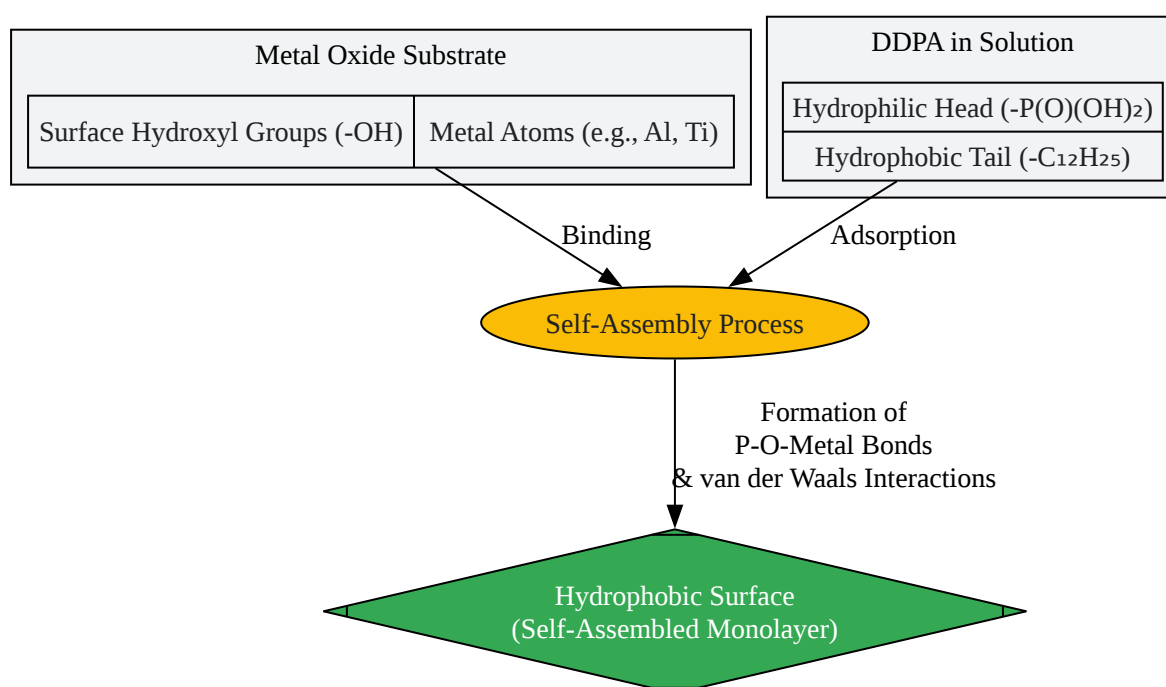 Metal Oxide Substrate
Surface Hydroxyl Groups (-OH)
Metal Atoms (e.g., Al, Ti)
DDPA in Solution
Hydrophilic Head (-P(O)(OH)₂)
Hydrophobic Tail (-C₁₂H₂₅)
Binding
Adsorption
Self-Assembly Process
Formation of
P-O-Metal Bonds
& van der Waals Interactions
Hydrophobic Surface
(Self-Assembled Monolayer)